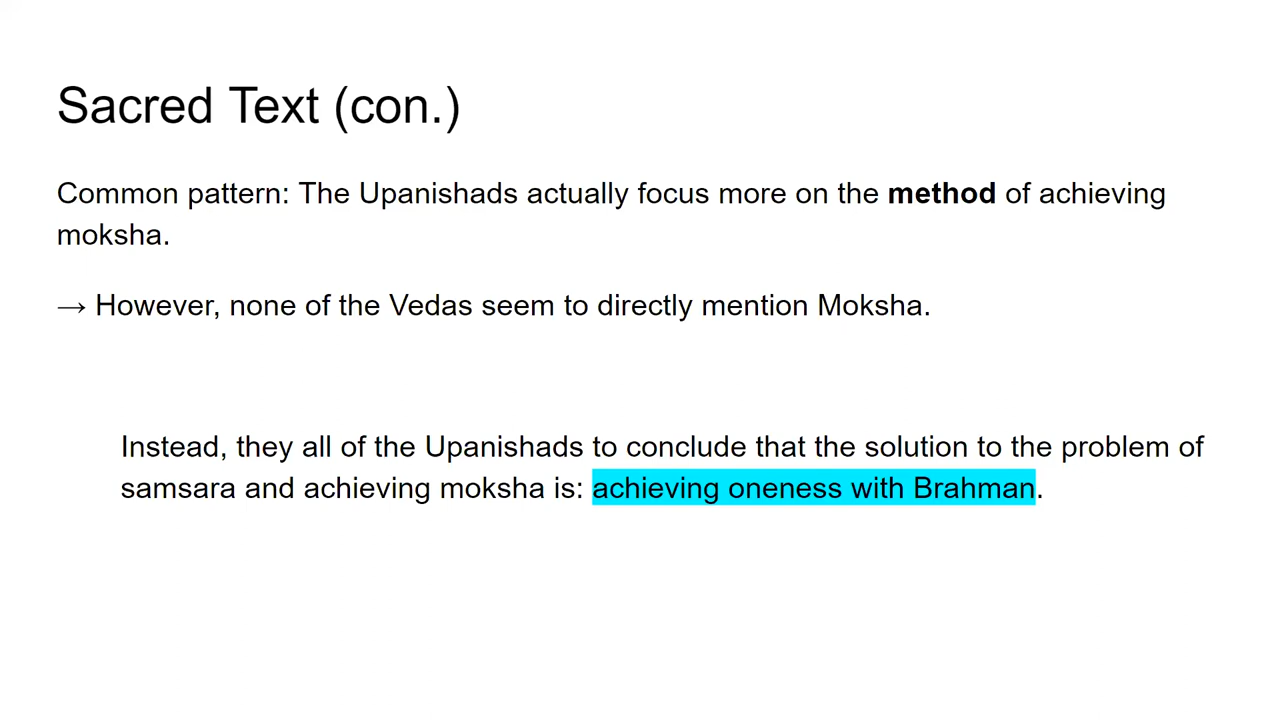 Sacred Text (con.)
Common pattern: The Upanishads actually focus more on the method of achieving
moksha.
→ However, none of the Vedas seem to directly mention Moksha.
Instead, they all of the Upanishads to conclude that the solution to the problem of
samsara and achieving moksha is: achieving oneness with Brahman.